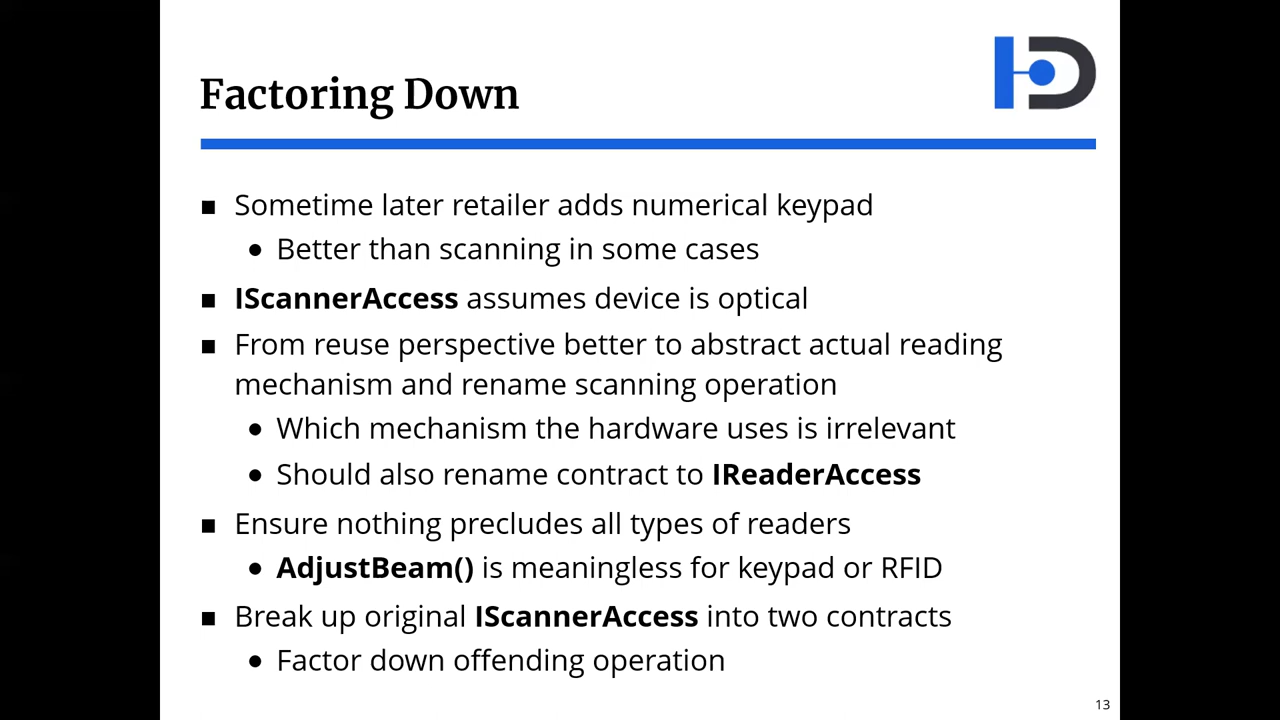 Factoring Down
■ Sometime later retailer adds numerical keypad
● Better than scanning in some cases
■ IScannerAccess assumes device is optical
■ From reuse perspective better to abstract actual reading
mechanism and rename scanning operation
● Which mechanism the hardware uses is irrelevant
● Should also rename contract to IReaderAccess
■ Ensure nothing precludes all types of readers
● AdjustBeam() is meaningless for keypad or RFID
■ Break up original IScannerAccess into two contracts
● Factor down offending operation
13